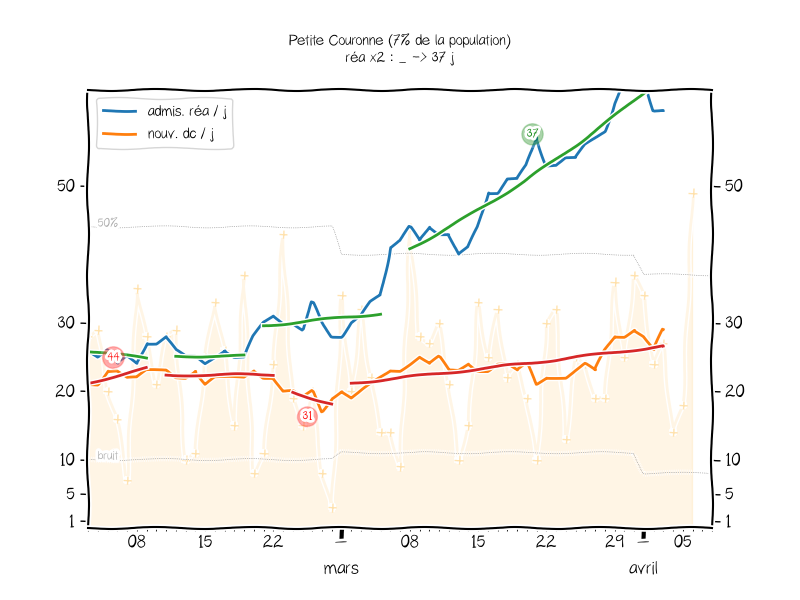 Petite Couronne (7% de la population)
réa x2 : _ -> 37 j
admis. réa / j
nouv. dc / j
37
50 50
50%
30 30
44
31
20 20
bruit
10 10
5 5
1 1
08 15 22 1 08 15 22 29 1 05
mars avril